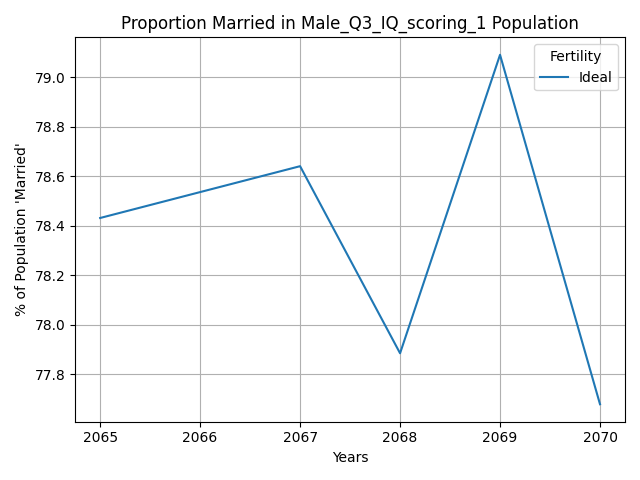 Proportion Married in Male_Q3_IQ_scoring_1 Population
Fertility
Ideal
% of Population 'Married'
79.0
78.8
78.6
78.4
78.2
78.0
77.8
2065 2066 2067 2068 2069 2070
Years